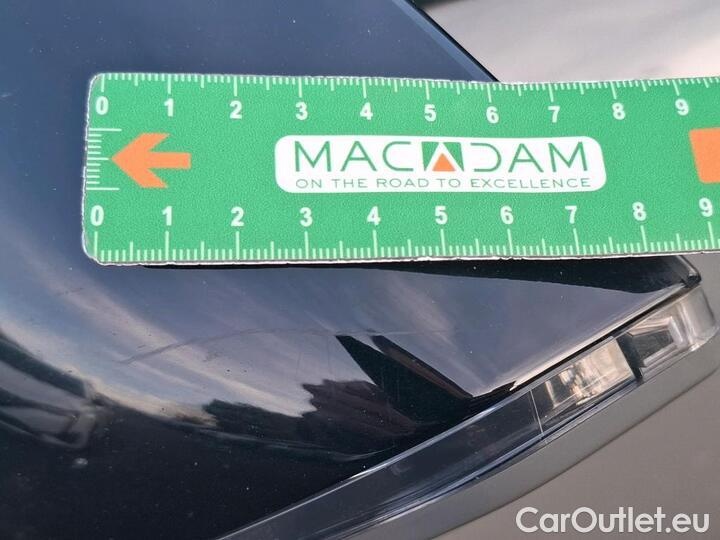 0 1 2 3 4 5 6 7 8 9
MACADAM
ON THE ROAD TO EXCELLENCE
0 1 2 3 4 5 6 7 8 9
CarOutlet.eu